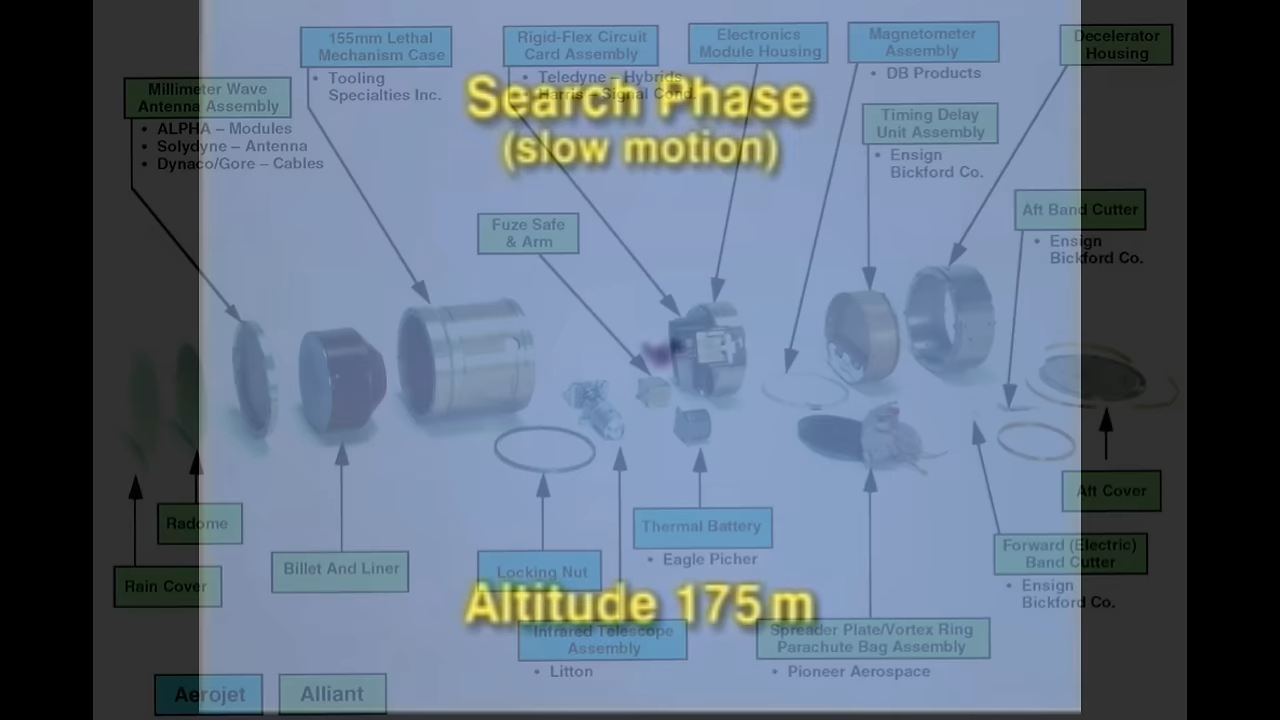 155mm Lethal
Mechanism Case
• Tooling
Specialties Inc.
Rigid-Flex Circuit
Card Assembly
• Teledyne – Hybrids
• Harris – Signal Cond.
Electronics
Module Housing
Magnetometer
Assembly
• DB Products
Decelerator
Housing
Millimeter Wave
Antenna Assembly
• ALPHA – Modules
• Solydyne – Antenna
• Dynaco/Gore – Cables
Search Phase
(slow motion)
Timing Delay
Unit Assembly
• Ensign
Bickford Co.
Aft Band Cutter
• Ensign
Bickford Co.
Fuze Safe
& Arm
Radome
Rain Cover
Billet And Liner
Locking Nut
Thermal Battery
• Eagle Picher
Aft Cover
Forward (Electric)
Band Cutter
• Ensign
Bickford Co.
Altitude 175 m
Infrared Telescope
Assembly
• Litton
Spreader Plate/Vortex Ring
Parachute Bag Assembly
• Pioneer Aerospace
Aerojet
Alliant